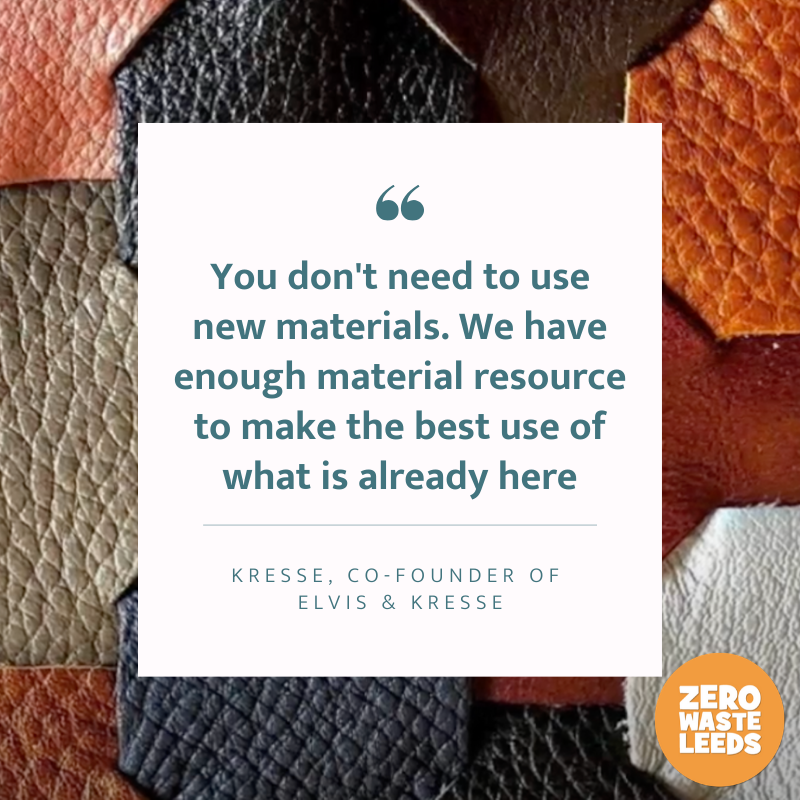 “
You don't need to use
new materials. We have
enough material resource
to make the best use of
what is already here
KRESSE, CO-FOUNDER OF
ELVIS & KRESSE
ZERO
WASTE
LEEDS